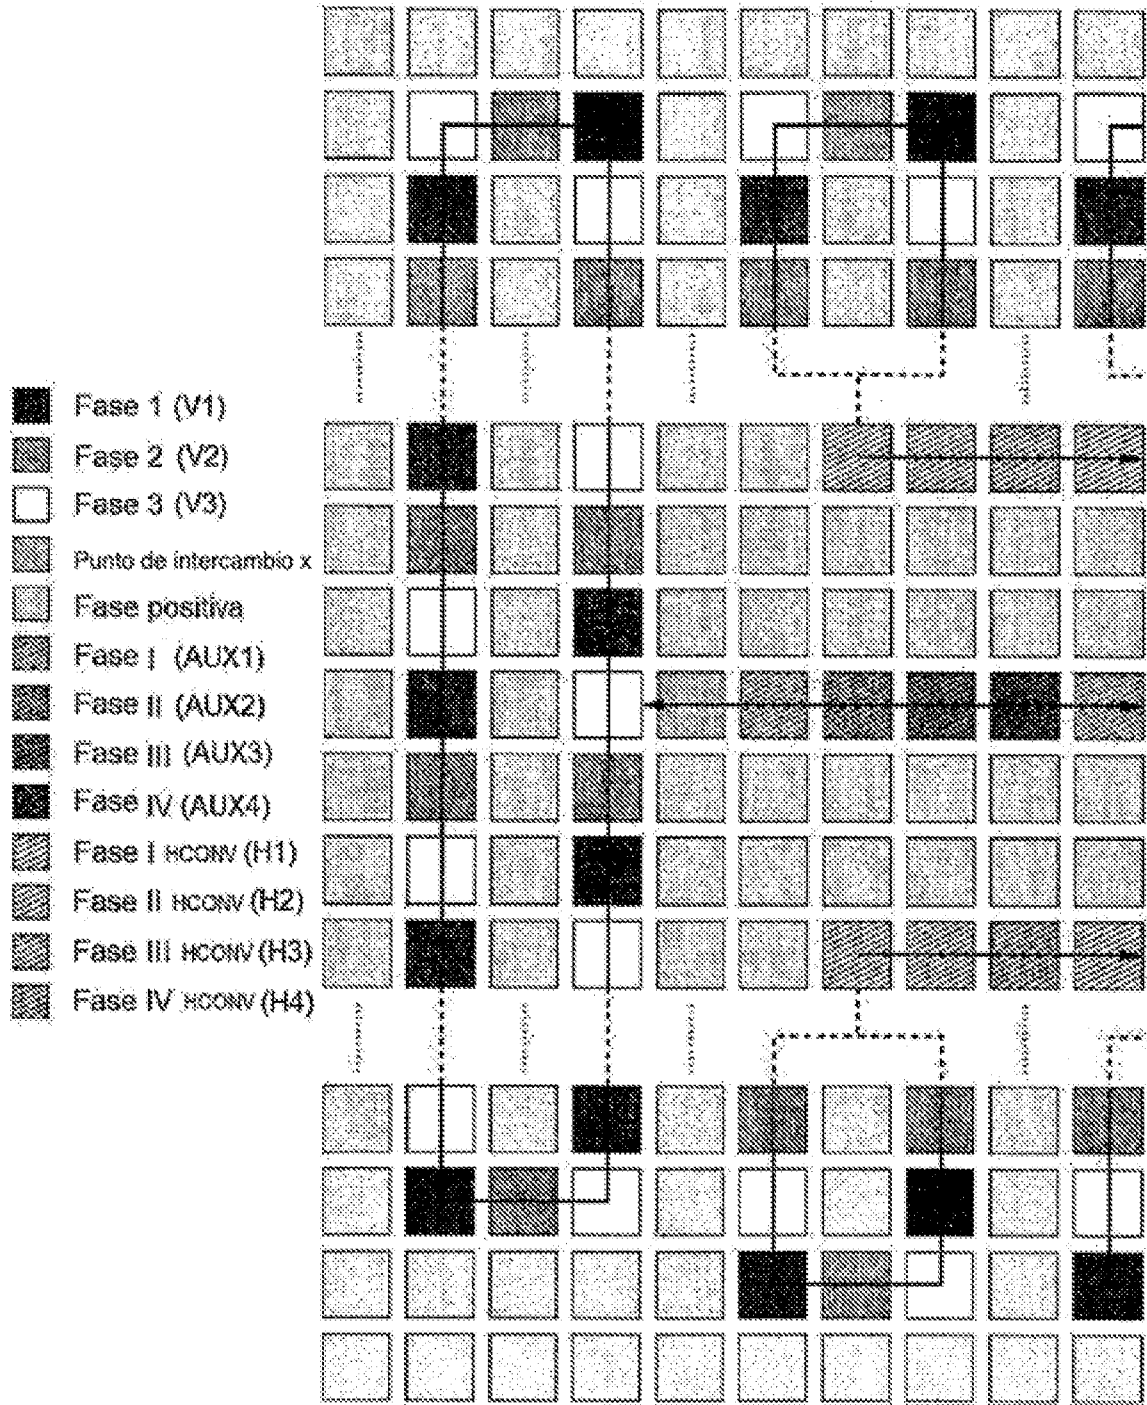 Fase 1 (V1)
Fase 2 (V2)
Fase 3 (V3)
Punto de intercambio x
Fase positiva
Fase I (AUX1)
Fase II (AUX2)
Fase III (AUX3)
Fase IV (AUX4)
Fase I HCONV (H1)
Fase II HCONV (H2)
Fase III HCONV (H3)
Fase IV HCONV (H4)